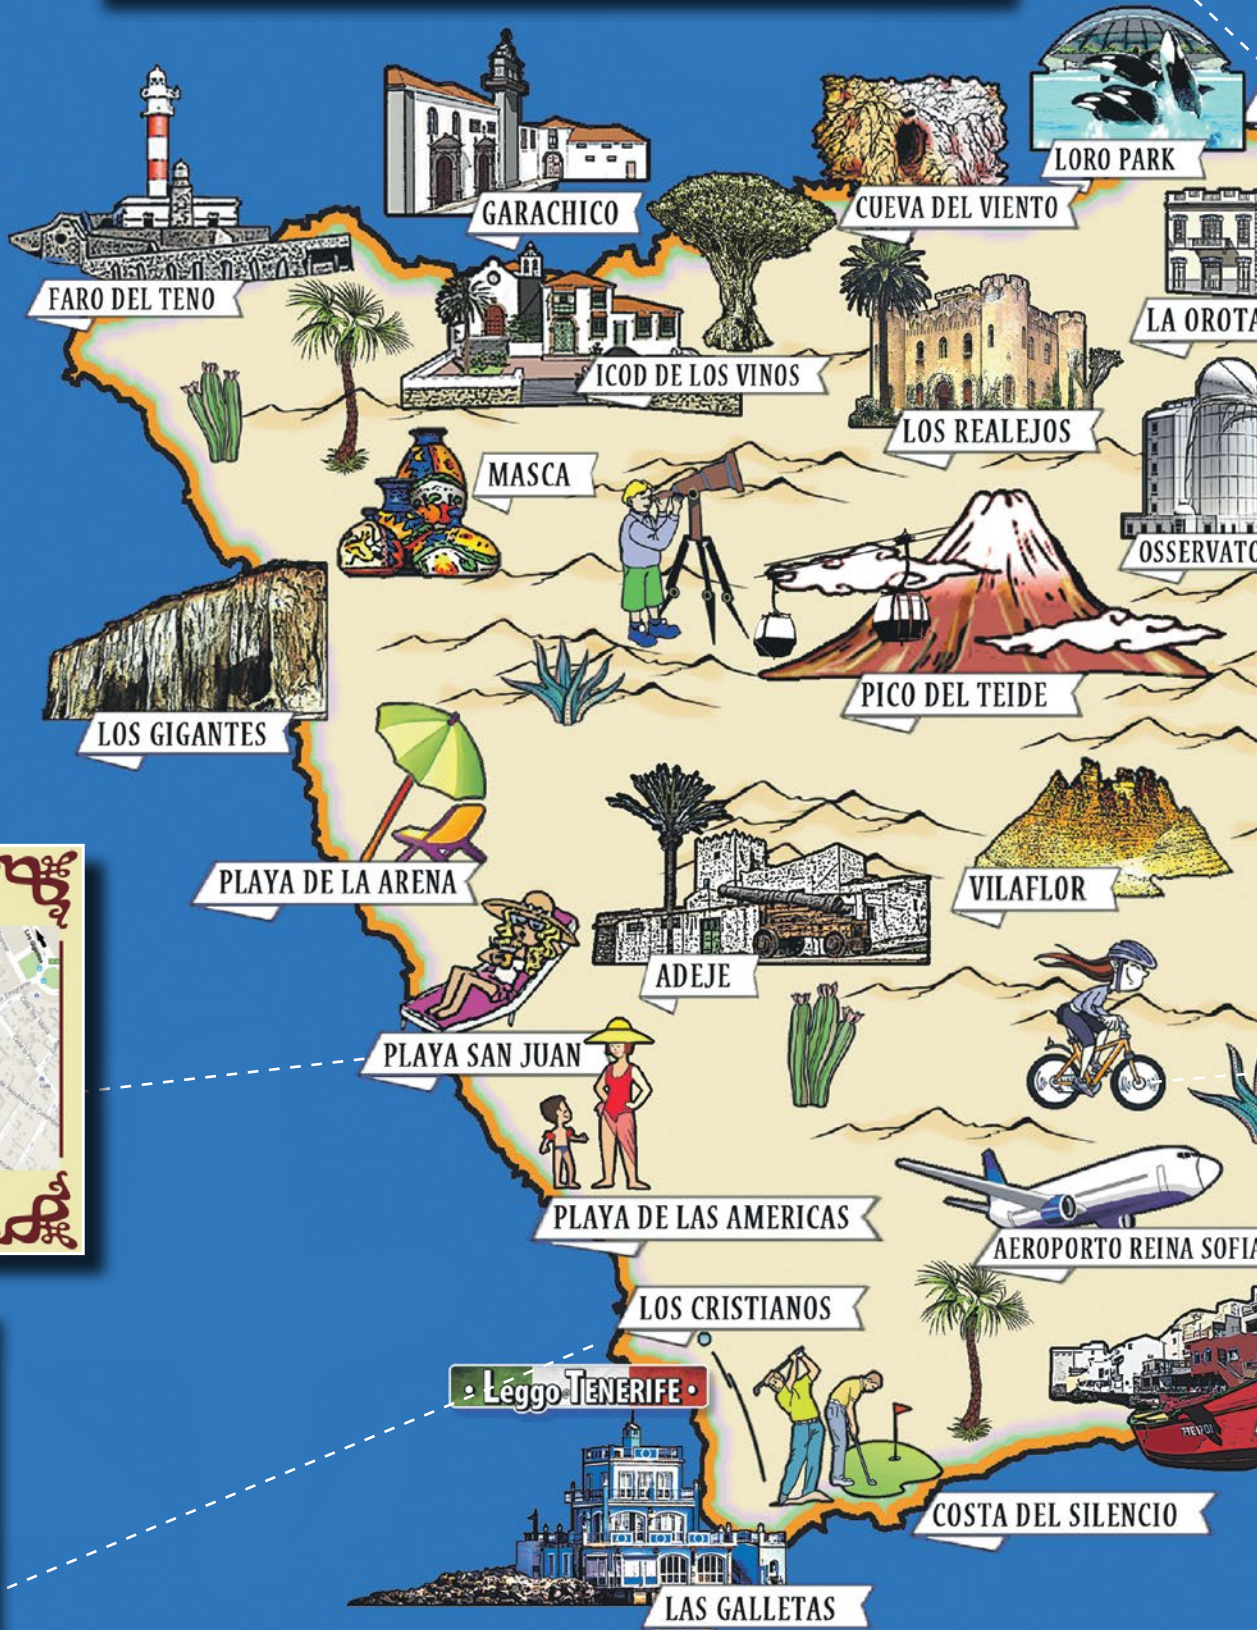 LORO PARK
GARACHICO
CUEVA DEL VIENTO
FARO DEL TENO
LA OROTA
ICOD DE LOS VINOS
LOS REALEJOS
MASCA
OSSERVATO
PICO DEL TEIDE
LOS GIGANTES
PLAYA DE LA ARENA
VILAFLOR
ADEJE
PLAYA SAN JUAN
PLAYA DE LAS AMERICAS
AEROPORTO REINA SOFIA
LOS CRISTIANOS
• Leggo TENERIFE •
COSTA DEL SILENCIO
LAS GALLETAS